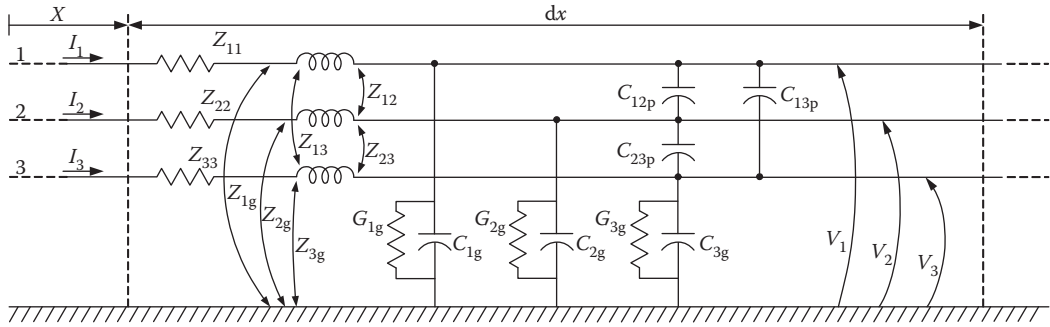 X dx
1 I1 Z11
Z12 C12p C13p
2 I2 Z22
Z13 Z23 C23p
3 I3 Z33
Z1g Z2g Z3g
G1g C1g G2g C2g G3g C3g
V1 V2 V3